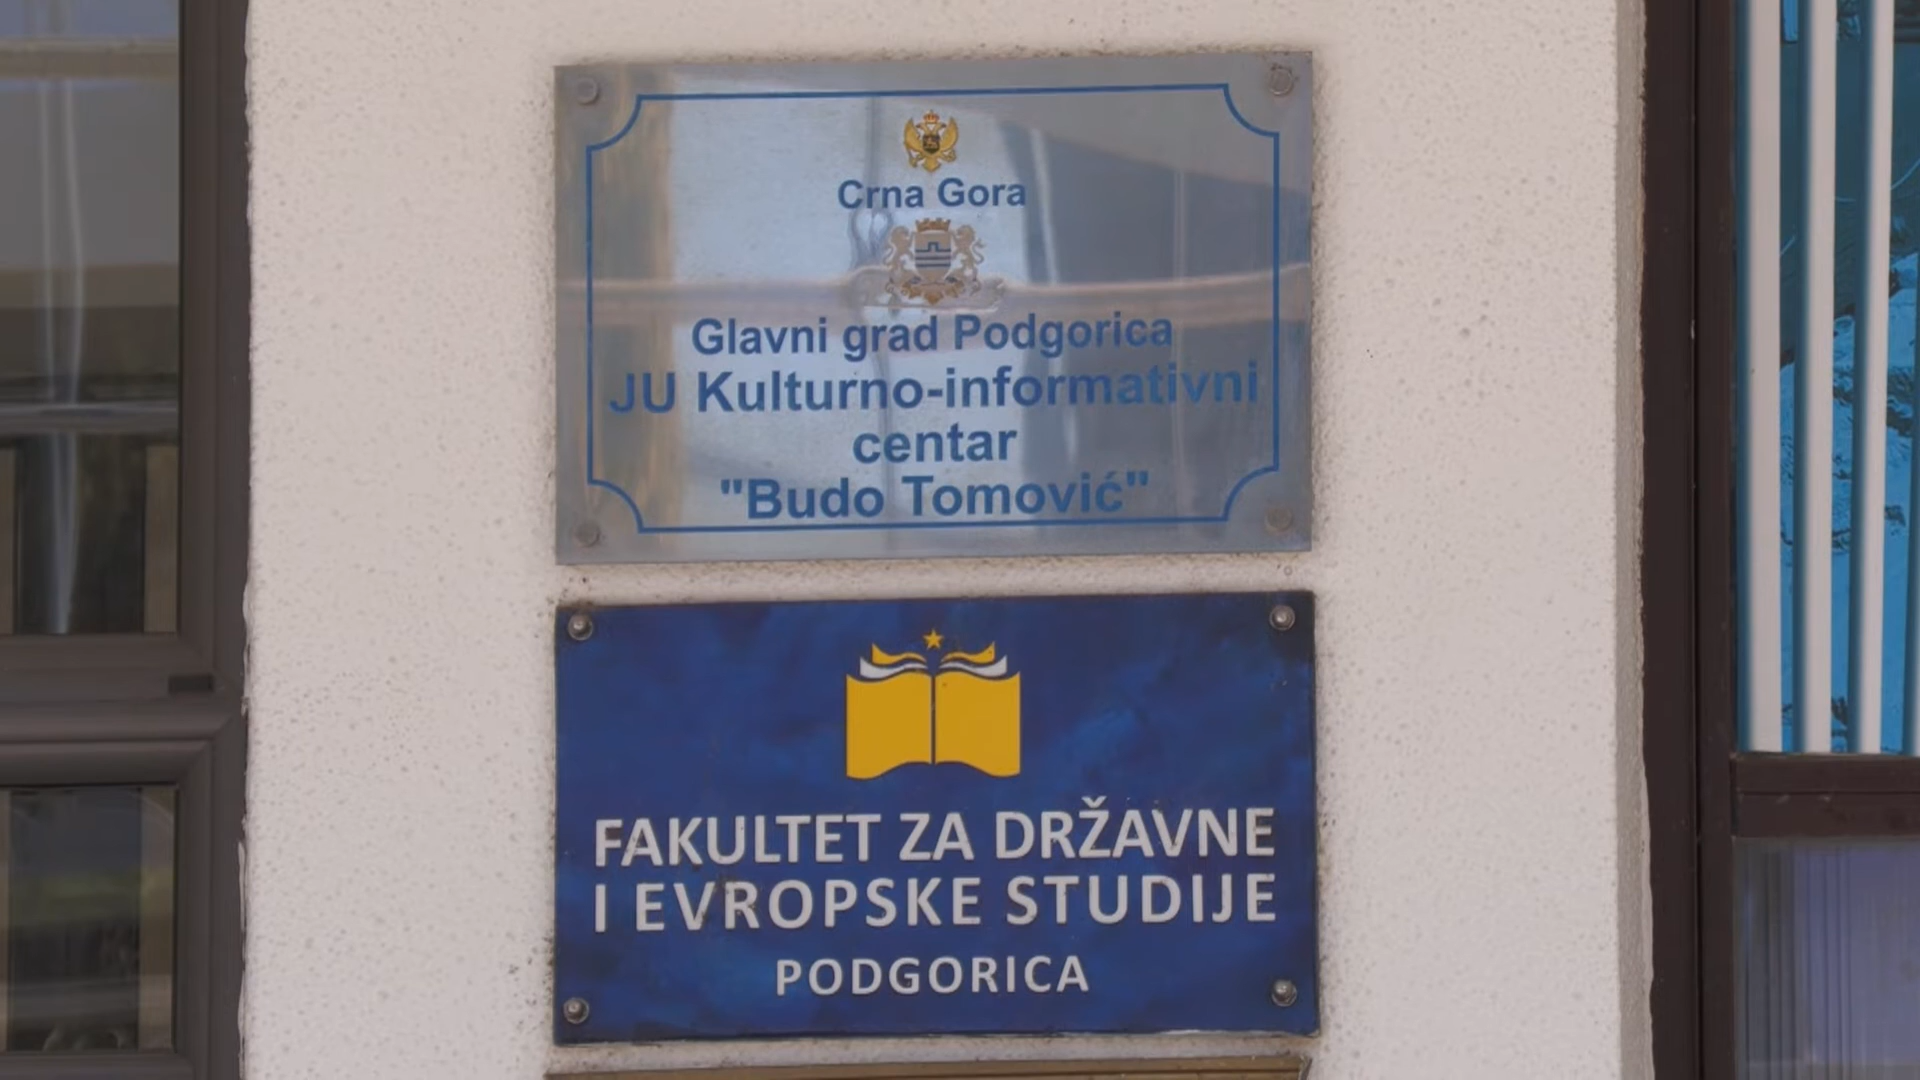 Crna Gora
Glavni grad Podgorica
JU Kulturno-informativni
centar
"Budo Tomović"
FAKULTET ZA DRŽAVNE
I EVROPSKE STUDIJE
PODGORICA